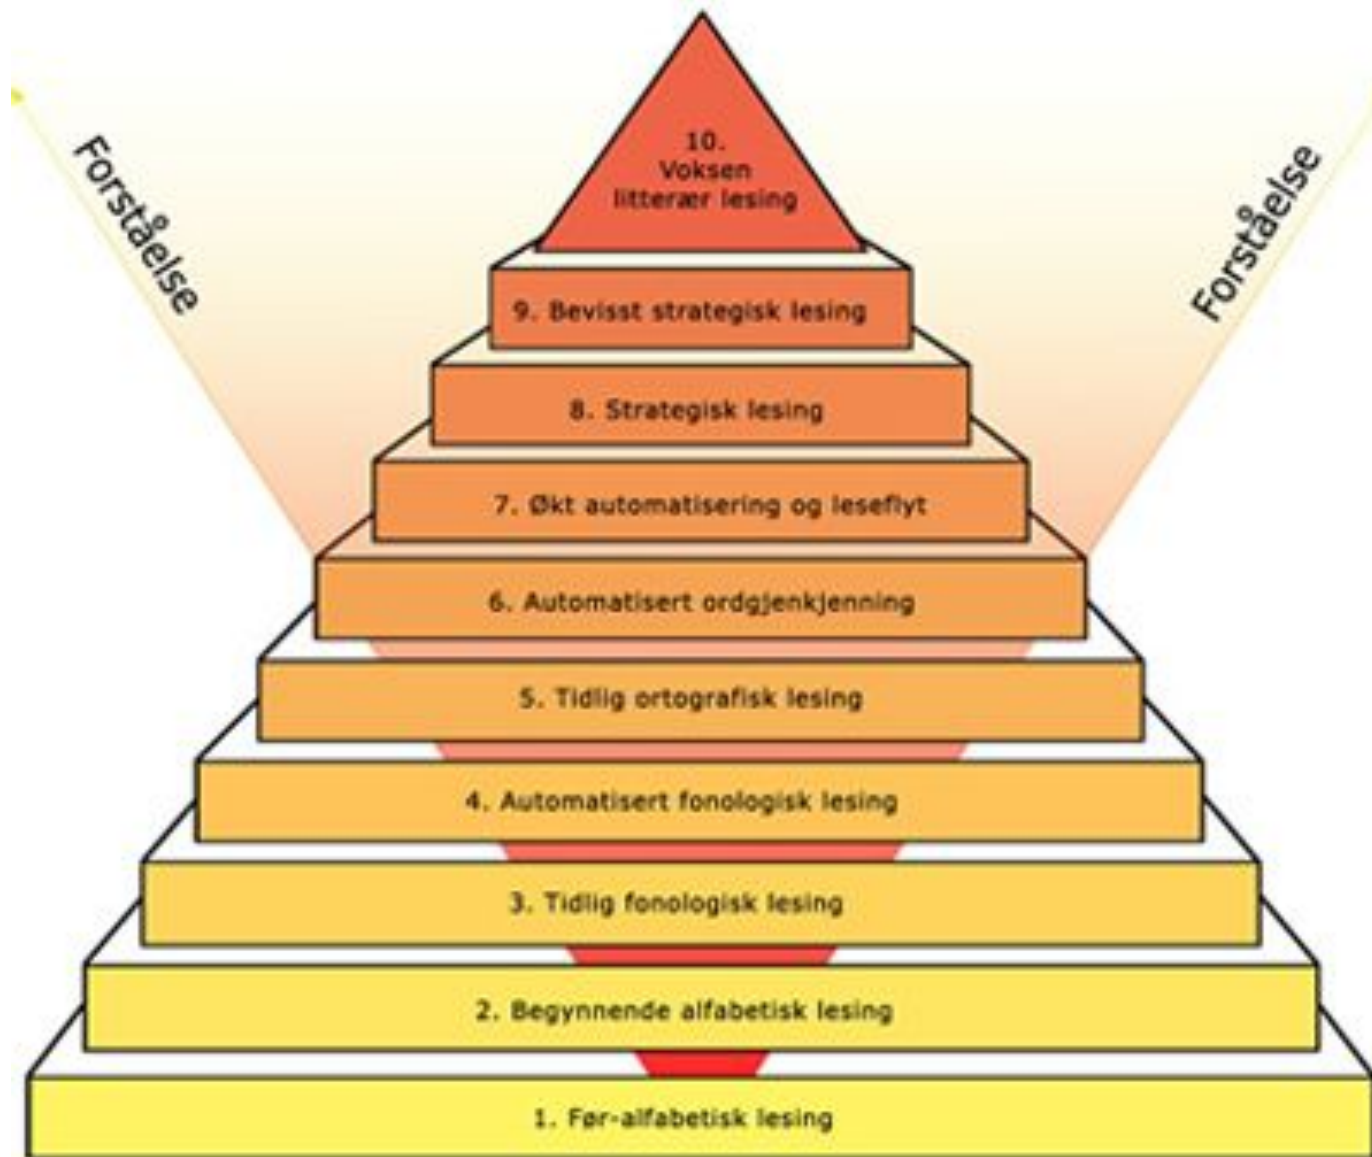 10.
Voksen
litterær lesing
Forståelse
Forståelse
9. Bevisst strategisk lesing
8. Strategisk lesing
7. Økt automatisering og leseflyt
6. Automatisert ordgjenkjenning
5. Tidlig ortografisk lesing
4. Automatisert fonologisk lesing
3. Tidlig fonologisk lesing
2. Begynnende alfabetisk lesing
1. Før-alfabetisk lesing